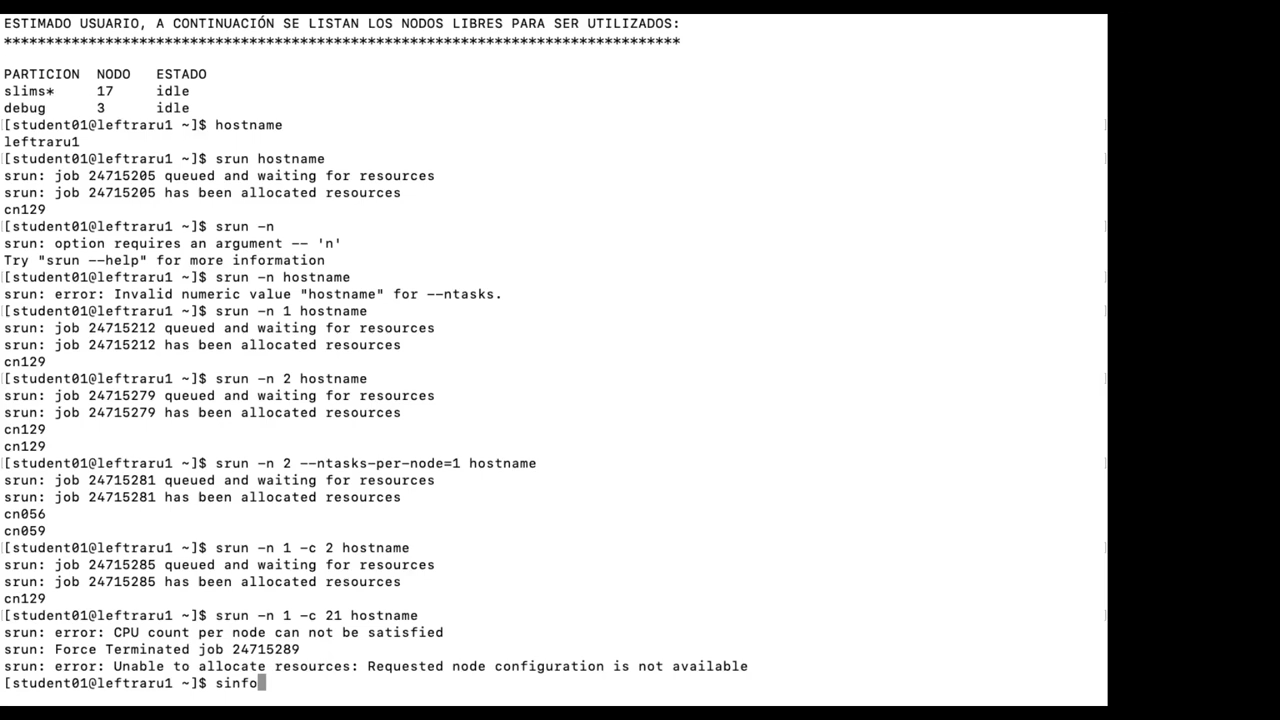 ESTIMADO USUARIO, A CONTINUACIÓN SE LISTAN LOS NODOS LIBRES PARA SER UTILIZADOS:
********************************************************************************
PARTICION  NODO   ESTADO
slims*     17     idle
debug      3      idle
[student01@leftraru1 ~]$ hostname
leftraru1
[student01@leftraru1 ~]$ srun hostname
srun: job 24715205 queued and waiting for resources
srun: job 24715205 has been allocated resources
cn129
[student01@leftraru1 ~]$ srun -n
srun: option requires an argument -- 'n'
Try "srun --help" for more information
[student01@leftraru1 ~]$ srun -n hostname
srun: error: Invalid numeric value "hostname" for --ntasks.
[student01@leftraru1 ~]$ srun -n 1 hostname
srun: job 24715212 queued and waiting for resources
srun: job 24715212 has been allocated resources
cn129
[student01@leftraru1 ~]$ srun -n 2 hostname
srun: job 24715279 queued and waiting for resources
srun: job 24715279 has been allocated resources
cn129
cn129
[student01@leftraru1 ~]$ srun -n 2 --ntasks-per-node=1 hostname
srun: job 24715281 queued and waiting for resources
srun: job 24715281 has been allocated resources
cn056
cn059
[student01@leftraru1 ~]$ srun -n 1 -c 2 hostname
srun: job 24715285 queued and waiting for resources
srun: job 24715285 has been allocated resources
cn129
[student01@leftraru1 ~]$ srun -n 1 -c 21 hostname
srun: error: CPU count per node can not be satisfied
srun: Force Terminated job 24715289
srun: error: Unable to allocate resources: Requested node configuration is not available
[student01@leftraru1 ~]$ sinfo